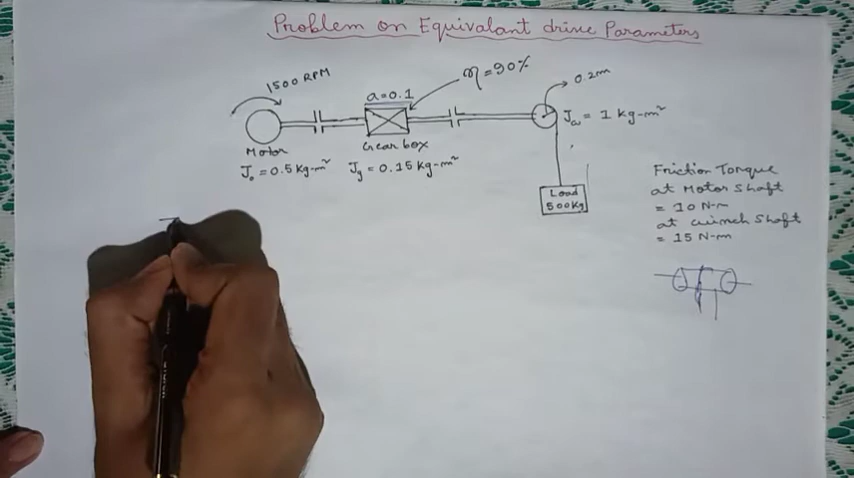 Problem on Equivalant drive Parameters
1500 RPM
a=0.1
η=90%
0.2m
Motor
Gear box
J₀ = 0.5 kg-m²
Jg = 0.15 kg-m²
Jω = 1 kg-m²
Load
500kg
Friction Torque
at Motor shaft
= 10 N-m
at winch shaft
= 15 N-m